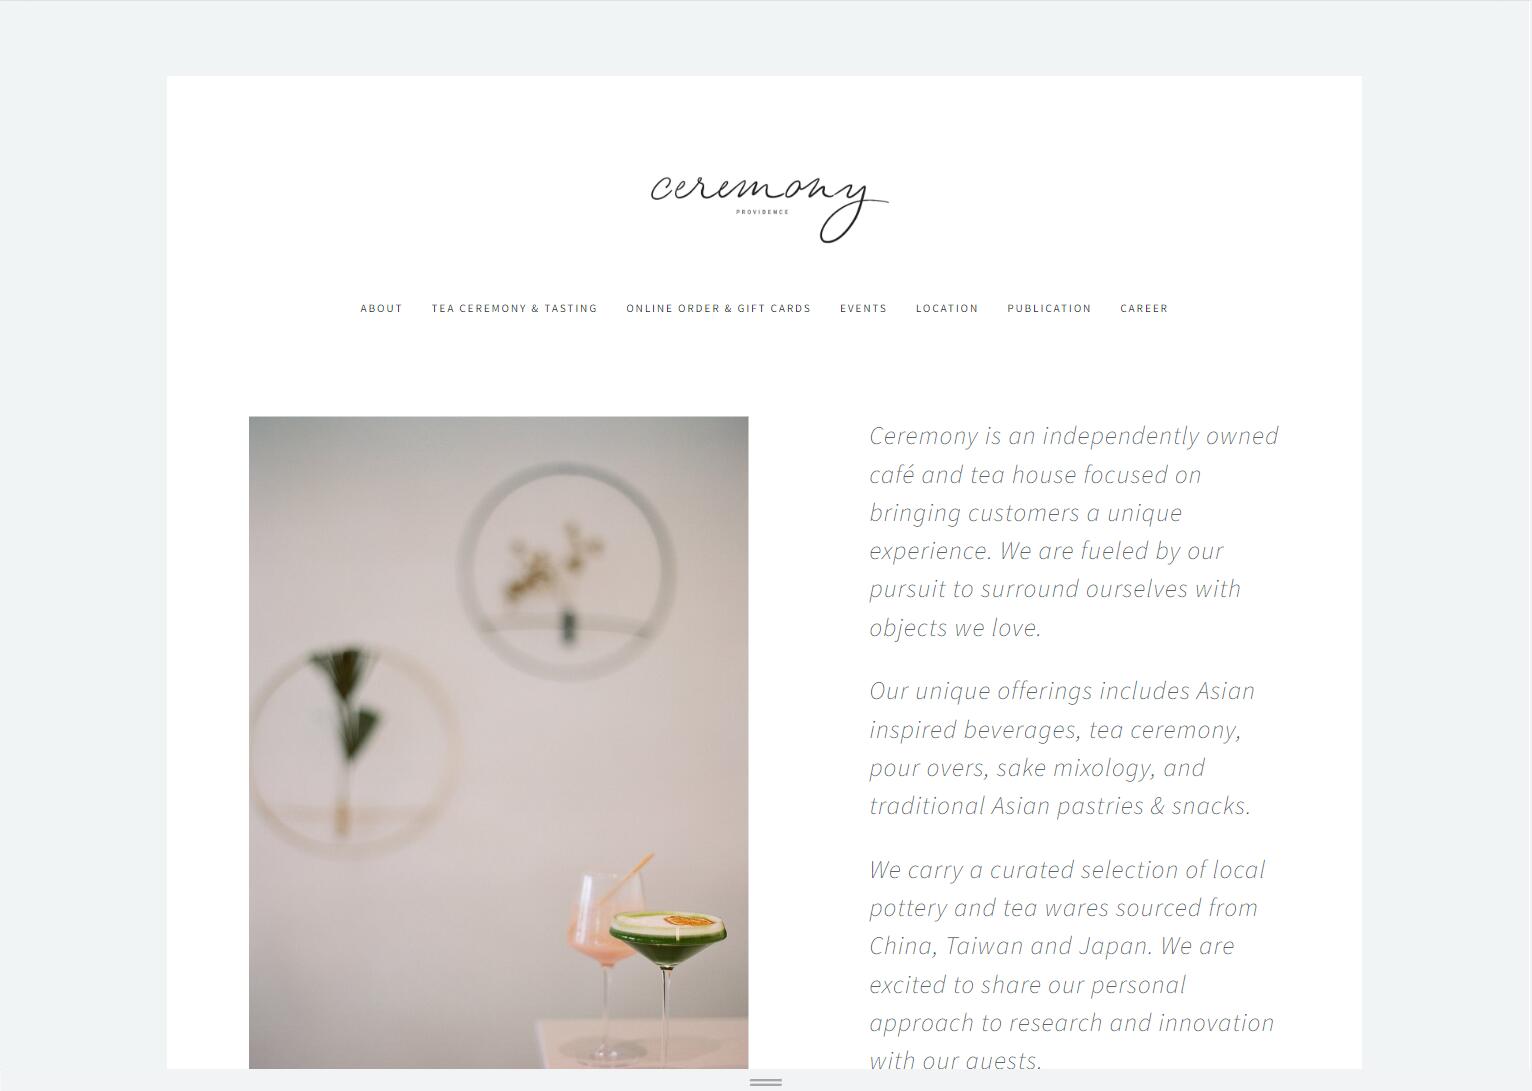 ceremony
PROVIDENCE
ABOUT TEA CEREMONY & TASTING ONLINE ORDER & GIFT CARDS EVENTS LOCATION PUBLICATION CAREER
Ceremony is an independently owned
café and tea house focused on
bringing customers a unique
experience. We are fueled by our
pursuit to surround ourselves with
objects we love.
Our unique offerings includes Asian
inspired beverages, tea ceremony,
pour overs, sake mixology, and
traditional Asian pastries & snacks.
We carry a curated selection of local
pottery and tea wares sourced from
China, Taiwan and Japan. We are
excited to share our personal
approach to research and innovation
with our guests.